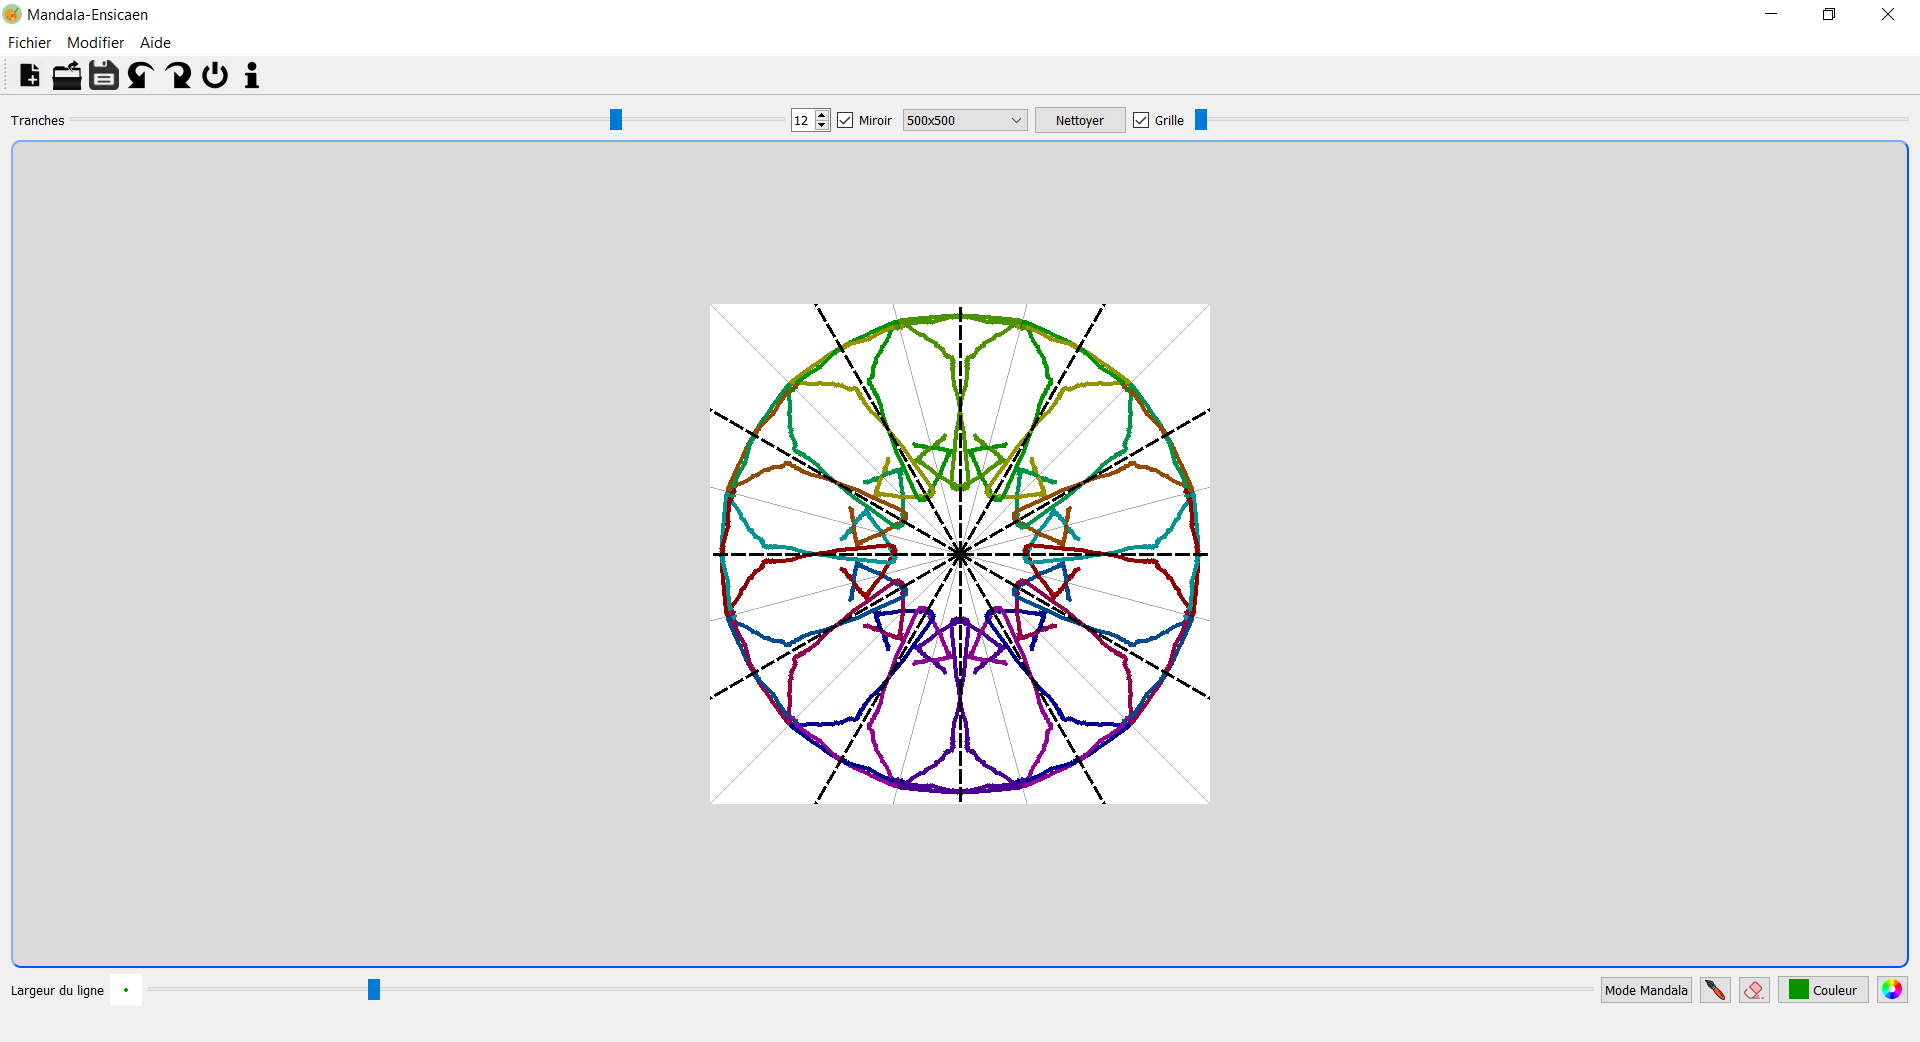 Mandala-Ensicaen
Fichier Modifier Aide
Tranches 12 Miroir 500x500 Nettoyer Grille
Largeur du ligne Mode Mandala Couleur